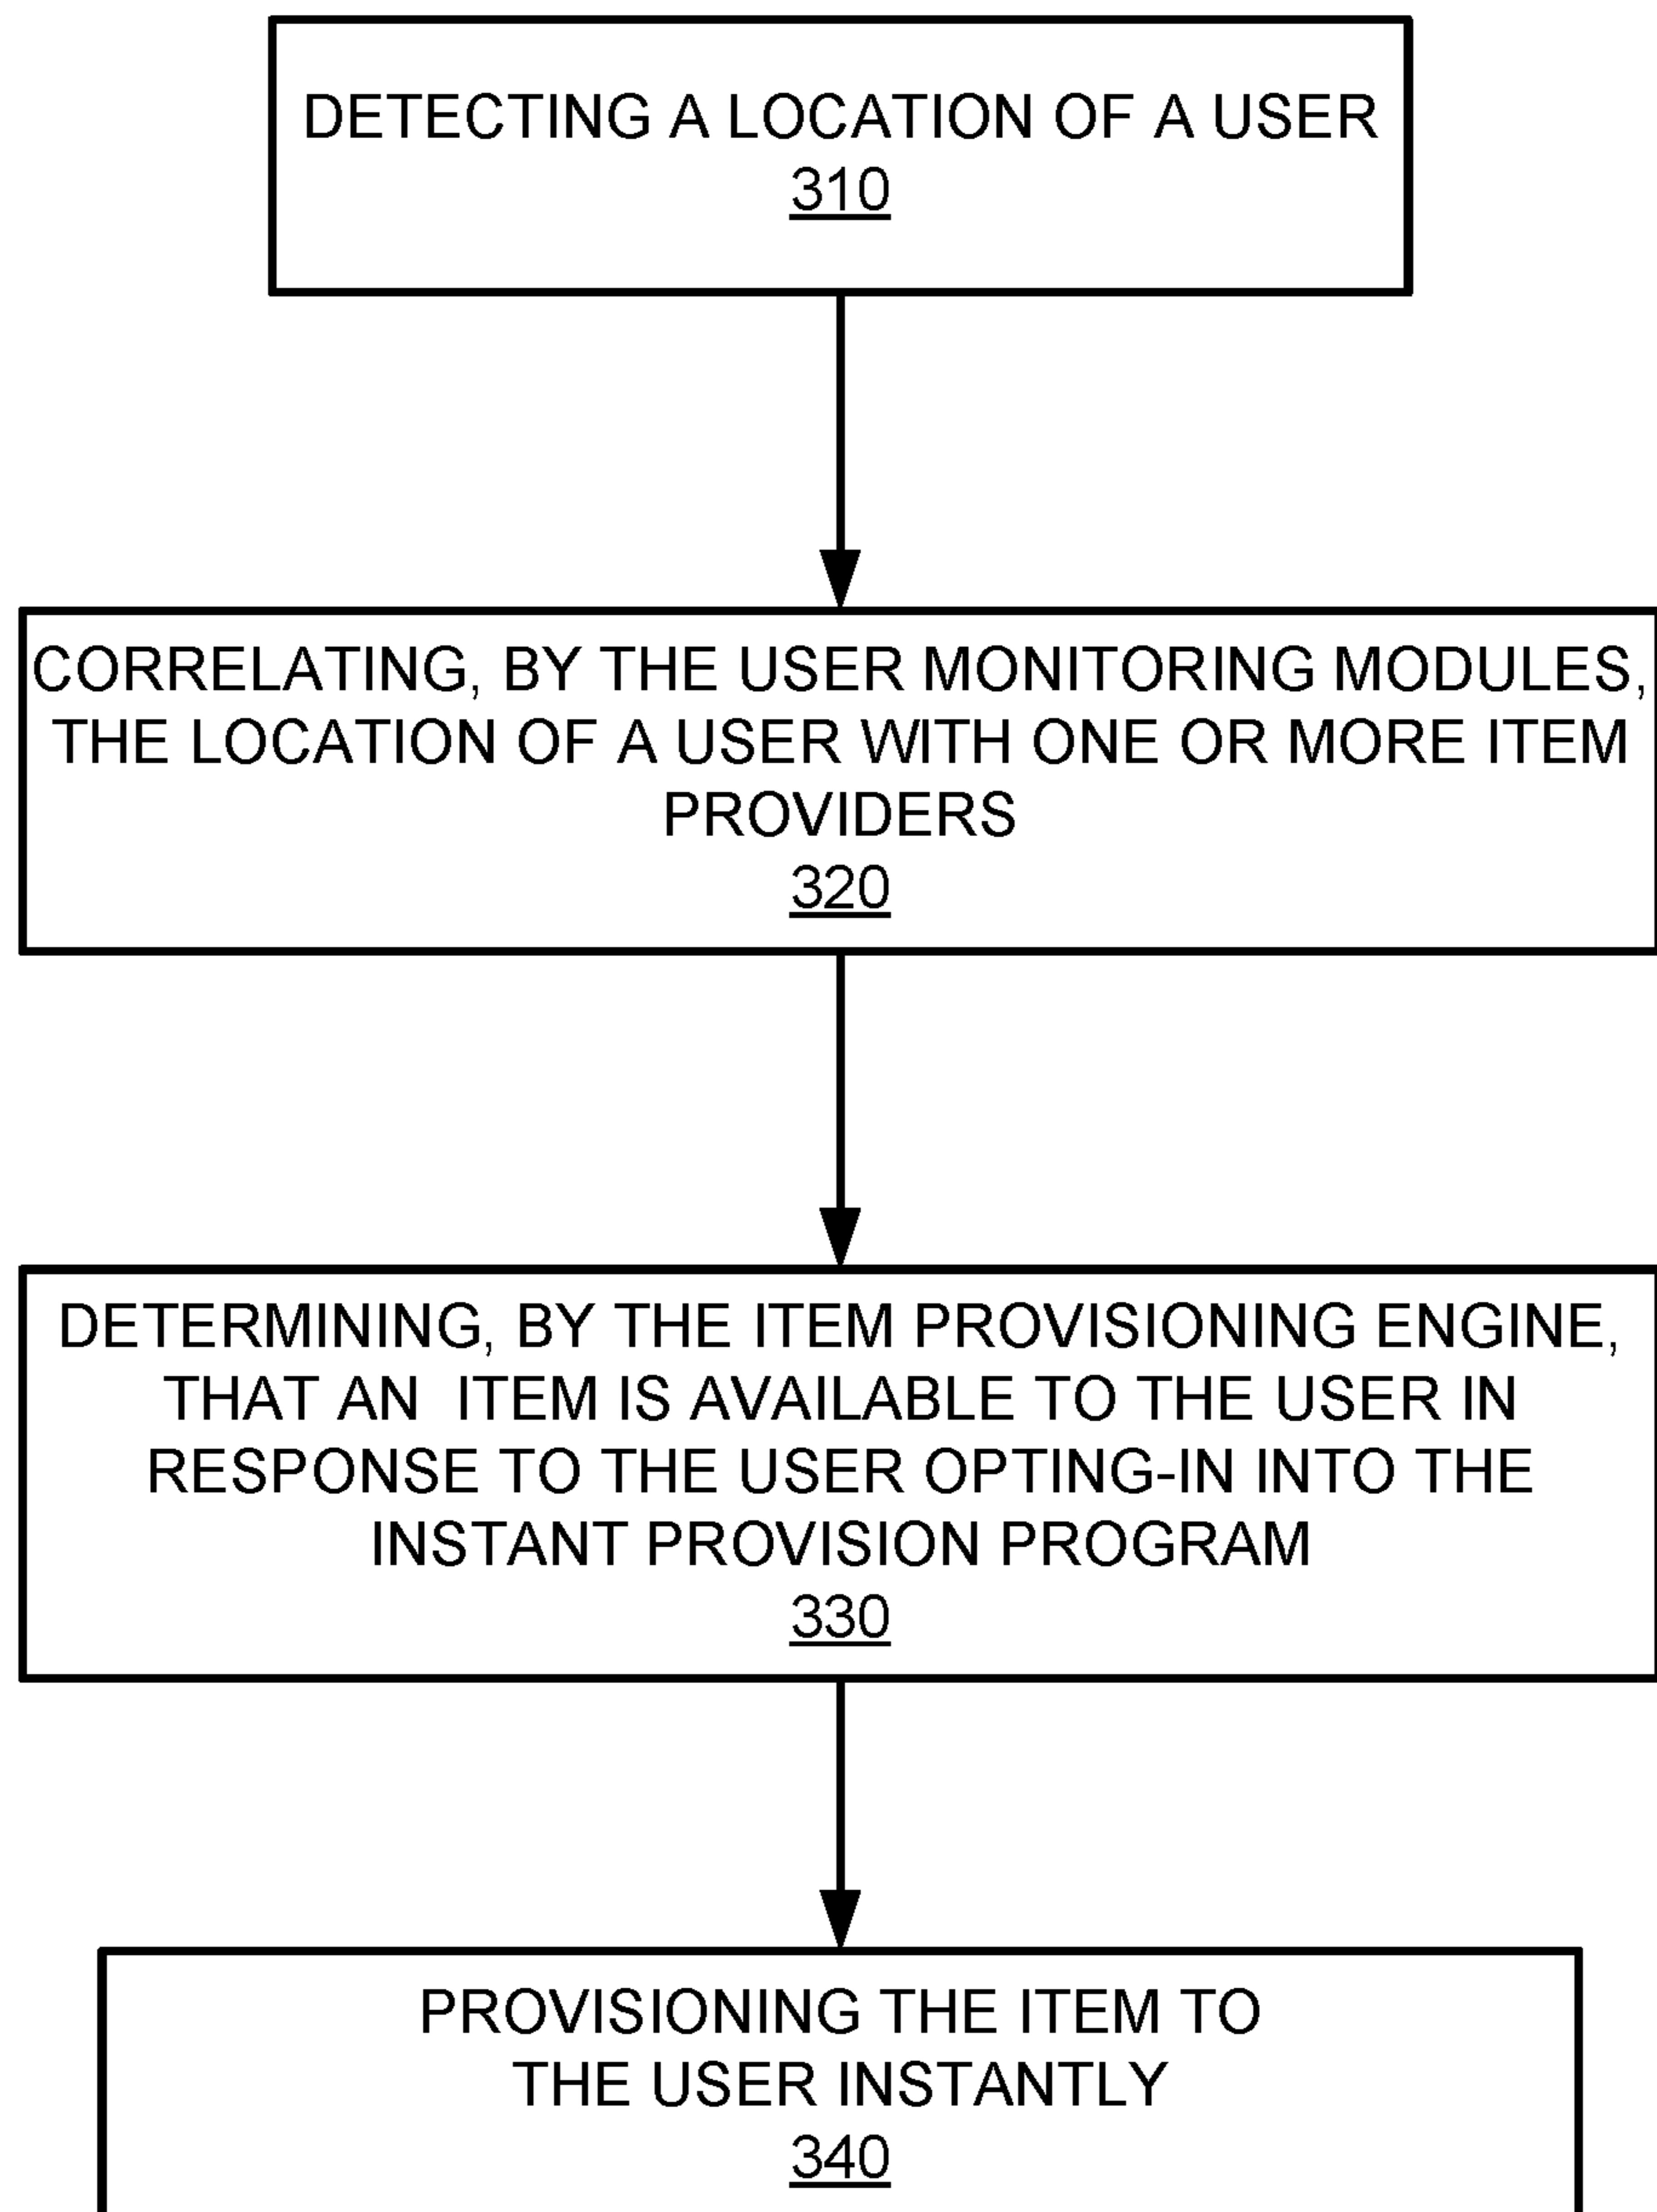 DETECTING A LOCATION OF A USER
310
CORRELATING, BY THE USER MONITORING MODULES,
THE LOCATION OF A USER WITH ONE OR MORE ITEM
PROVIDERS
320
DETERMINING, BY THE ITEM PROVISIONING ENGINE,
THAT AN ITEM IS AVAILABLE TO THE USER IN
RESPONSE TO THE USER OPTING-IN INTO THE
INSTANT PROVISION PROGRAM
330
PROVISIONING THE ITEM TO
THE USER INSTANTLY
340